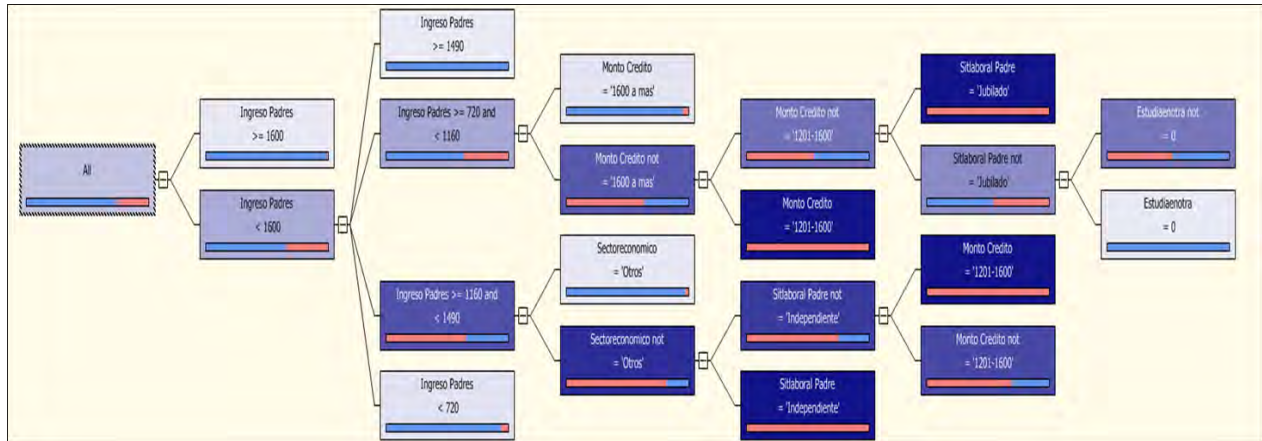 All
Ingreso Padres
>= 1600
Ingreso Padres
< 1600
Ingreso Padres
>= 1490
Ingreso Padres >= 720 and
< 1160
Ingreso Padres >= 1160 and
< 1490
Ingreso Padres
< 720
Monto Credito
= '1600 a mas'
Monto Credito not
= '1600 a mas'
Sectoreconomico
= 'Otros'
Sectoreconomico not
= 'Otros'
Monto Credito not
= '1201-1600'
Monto Credito
= '1201-1600'
Sitlaboral Padre not
= 'Independiente'
Sitlaboral Padre
= 'Independiente'
Sitlaboral Padre
= 'Jubilado'
Sitlaboral Padre not
= 'Jubilado'
Monto Credito
= '1201-1600'
Monto Credito not
= '1201-1600'
Estudiaenotra not
= 0
Estudiaenotra
= 0